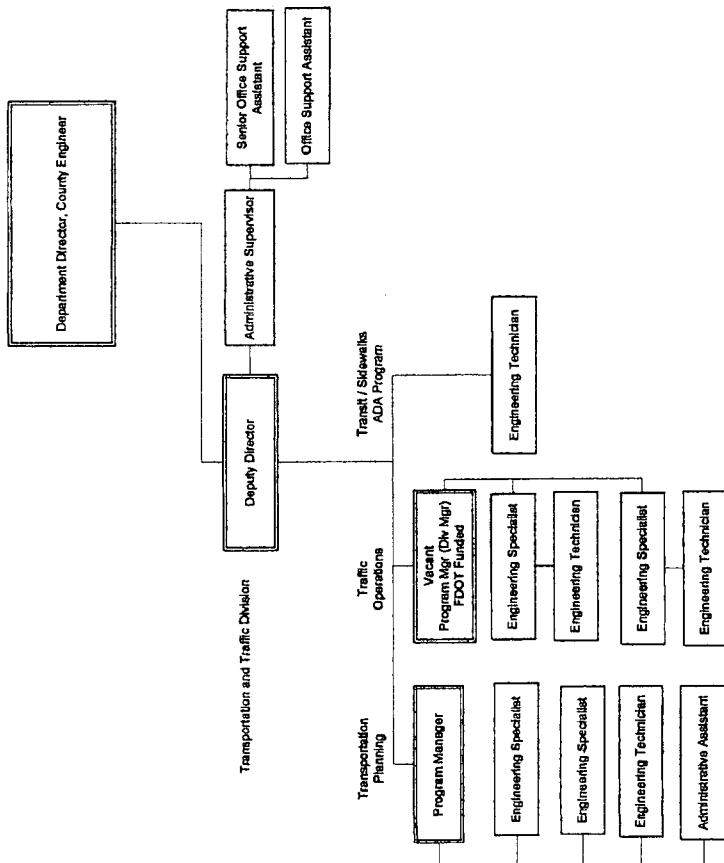 Department Director, County Engineer
Transportation and Traffic Division
Deputy Director
Administrative Supervisor
Senior Office Support
Assistant
Office Support Assistant
Transportation
Planning
Program Manager
Engineering Specialist
Engineering Specialist
Engineering Technician
Administrative Assistant
Traffic
Operations
Vacant
Program Mgr (Div Mgr)
FDOT Funded
Engineering Specialist
Engineering Technician
Engineering Specialist
Engineering Technician
Transit / Sidewalks
ADA Program
Engineering Technician